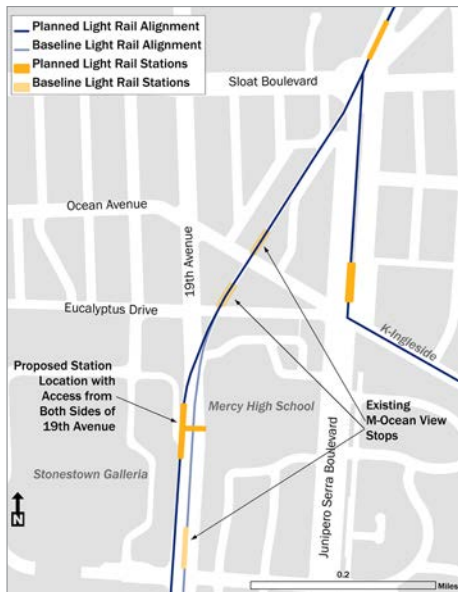 Planned Light Rail Alignment
Baseline Light Rail Alignment
Planned Light Rail Stations
Baseline Light Rail Stations
Sloat Boulevard
Ocean Avenue
19th Avenue
Eucalyptus Drive
K-Ingleside
Proposed Station
Location with
Access from
Both Sides of
19th Avenue
Mercy High School
Existing
M-Ocean View
Stops
Stonestown Galleria
Junipero Serra Boulevard
N
0.2
Miles